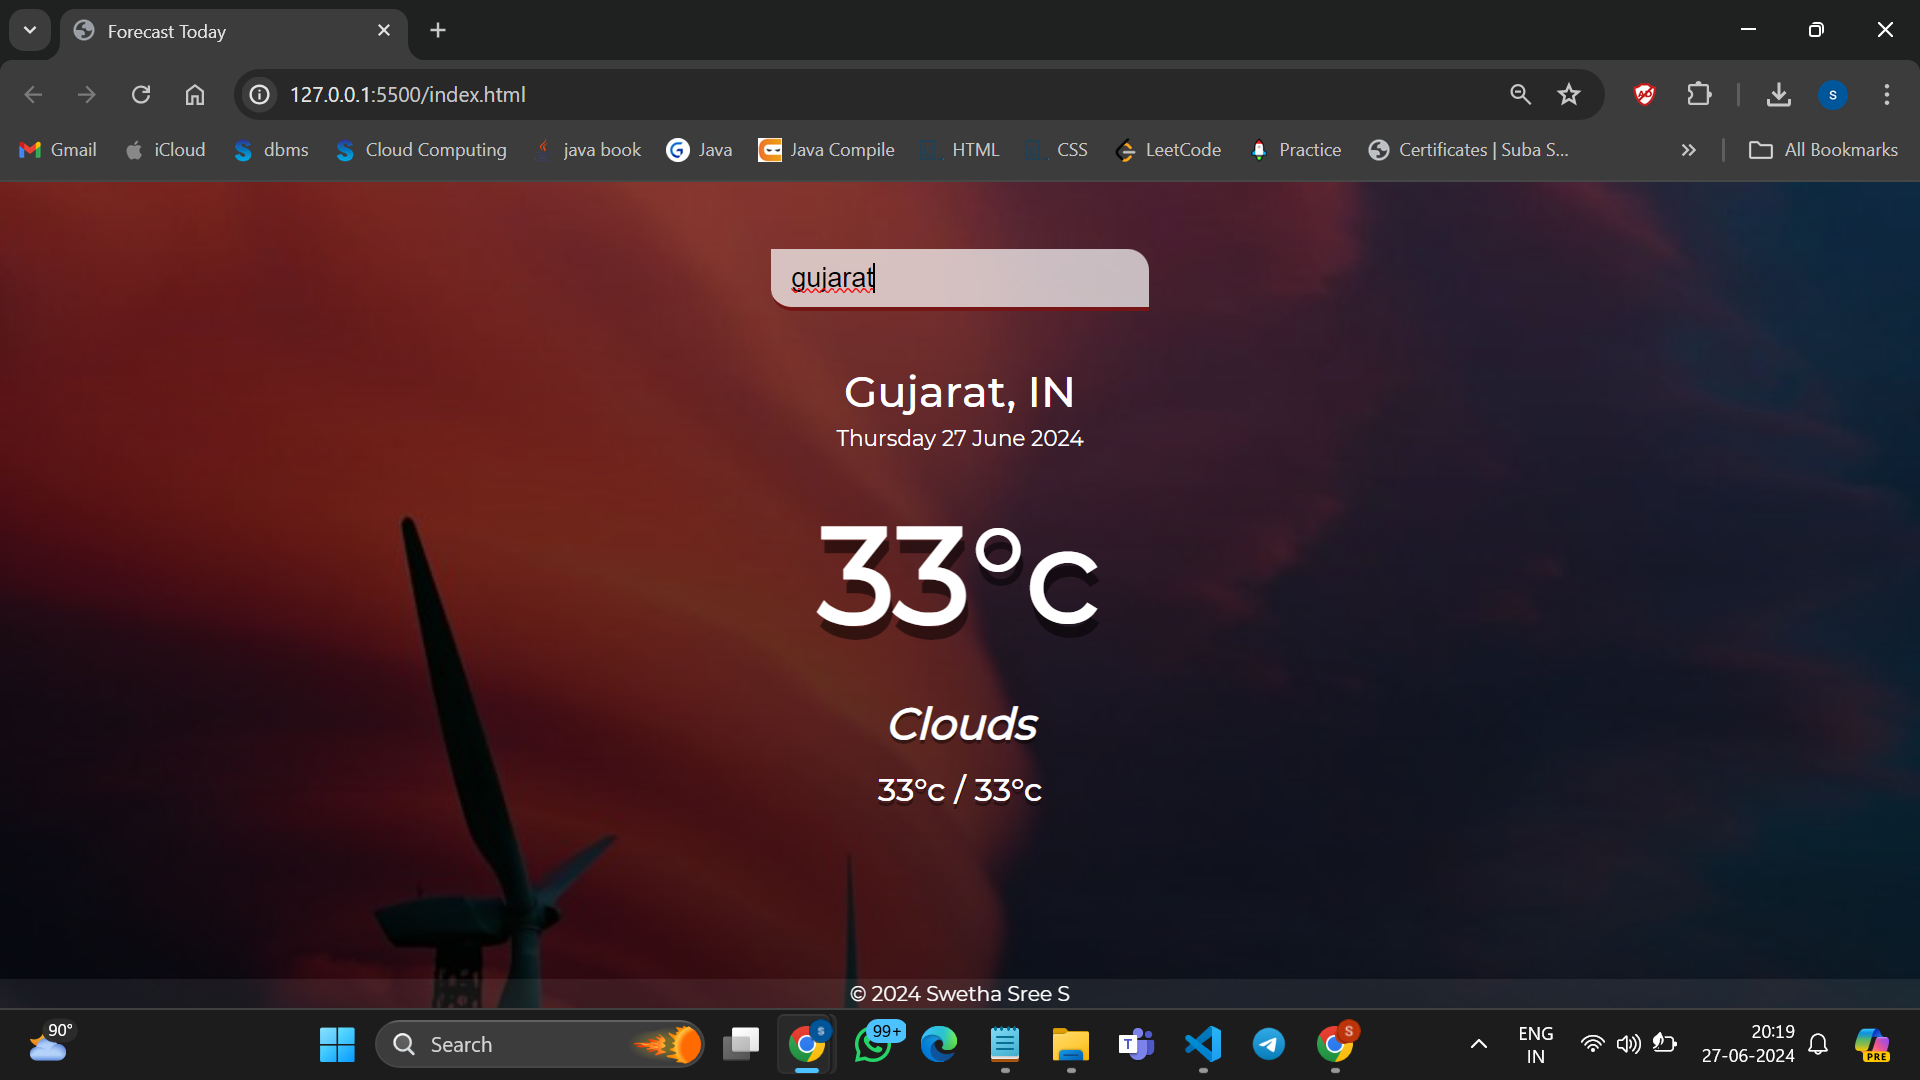 Forecast Today
127.0.0.1:5500/index.html
S
Gmail
iCloud
dbms
Cloud Computing
java book
Java
Java Compile
HTML
CSS
LeetCode
Practice
Certificates | Suba S...
All Bookmarks
gujarat
Gujarat, IN
Thursday 27 June 2024
33°c
Clouds
33°c / 33°c
© 2024 Swetha Sree S
90°
Search
S
99+
T
S
ENG
IN
20:19
27-06-2024
PRE